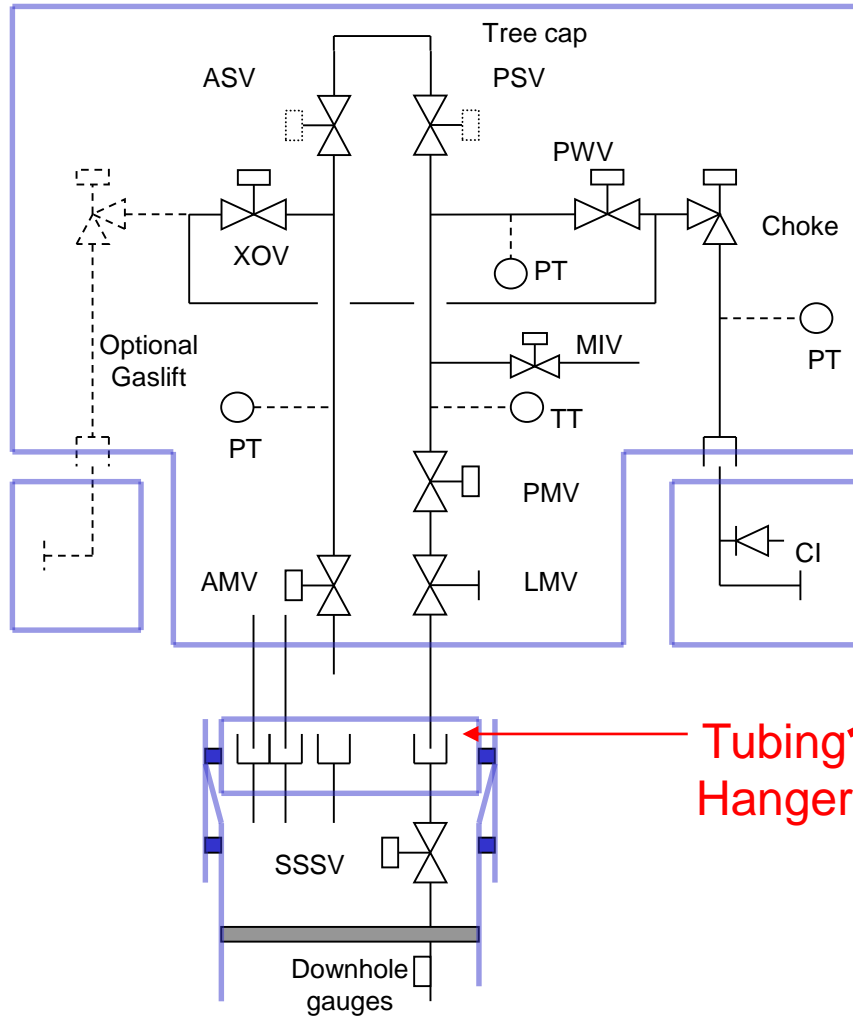 Tree cap
ASV
PSV
PWV
XOV
Choke
PT
MIV
Optional
Gaslift
PT
PT
TT
PMV
CI
AMV
LMV
Tubing
Hanger
SSSV
Downhole
gauges